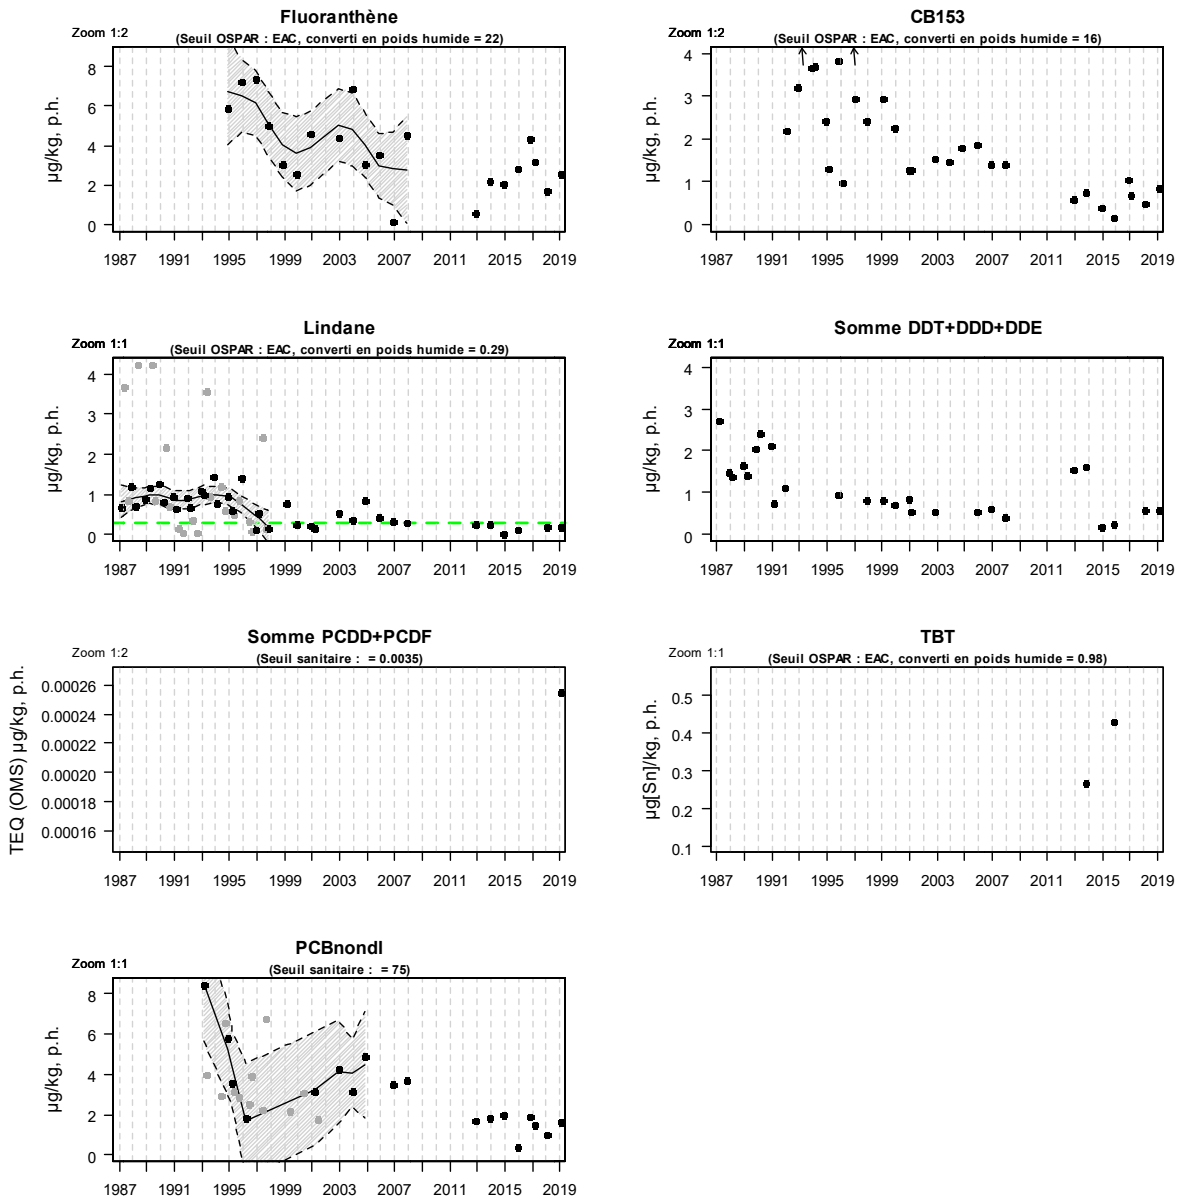 Fluoranthène
Zoom 1:2
(Seuil OSPAR : EAC, converti en poids humide = 22)
µg/kg, p.h.
8
6
4
2
0
1987 1991 1995 1999 2003 2007 2011 2015 2019
CB153
Zoom 1:2
(Seuil OSPAR : EAC, converti en poids humide = 16)
µg/kg, p.h.
4
3
2
1
0
1987 1991 1995 1999 2003 2007 2011 2015 2019
Lindane
Zoom 1:1
(Seuil OSPAR : EAC, converti en poids humide = 0.29)
µg/kg, p.h.
4
3
2
1
0
1987 1991 1995 1999 2003 2007 2011 2015 2019
Somme DDT+DDD+DDE
Zoom 1:1
µg/kg, p.h.
4
3
2
1
0
1987 1991 1995 1999 2003 2007 2011 2015 2019
Somme PCDD+PCDF
Zoom 1:2
(Seuil sanitaire : = 0.0035)
TEQ (OMS) µg/kg, p.h.
0.00026
0.00024
0.00022
0.00020
0.00018
0.00016
1987 1991 1995 1999 2003 2007 2011 2015 2019
TBT
Zoom 1:1
(Seuil OSPAR : EAC, converti en poids humide = 0.98)
µg[Sn]/kg, p.h.
0.5
0.4
0.3
0.2
0.1
1987 1991 1995 1999 2003 2007 2011 2015 2019
PCBnondl
Zoom 1:1
(Seuil sanitaire : = 75)
µg/kg, p.h.
8
6
4
2
0
1987 1991 1995 1999 2003 2007 2011 2015 2019